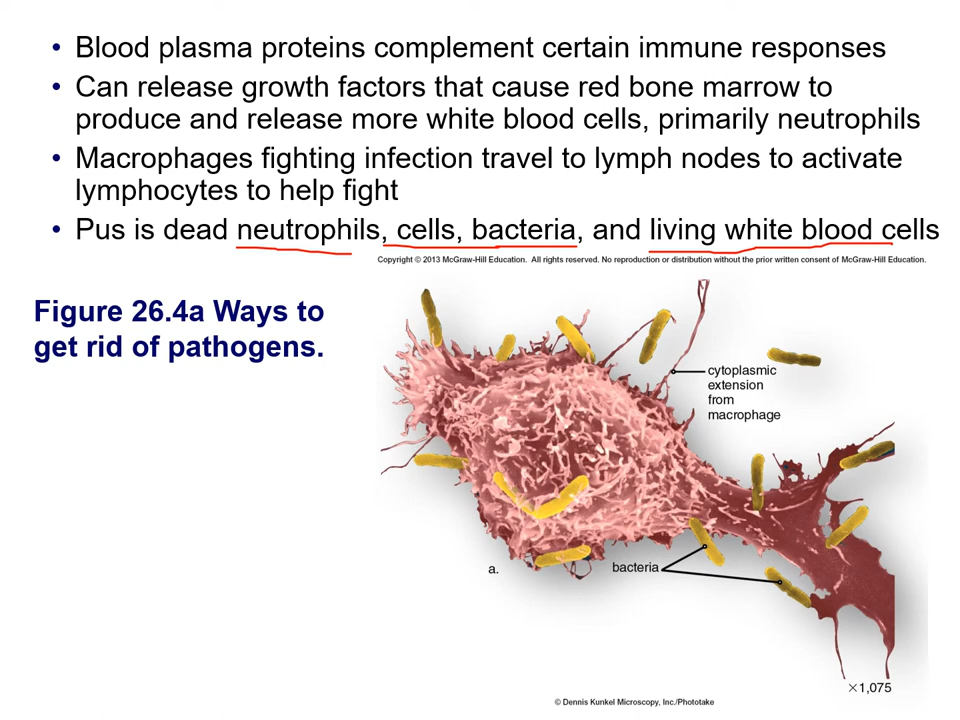 • Blood plasma proteins complement certain immune responses
• Can release growth factors that cause red bone marrow to
produce and release more white blood cells, primarily neutrophils
• Macrophages fighting infection travel to lymph nodes to activate
lymphocytes to help fight
• Pus is dead neutrophils, cells, bacteria, and living white blood cells
Copyright © 2013 McGraw-Hill Education. All rights reserved. No reproduction or distribution without the prior written consent of McGraw-Hill Education.
Figure 26.4a Ways to
get rid of pathogens.
cytoplasmic
extension
from
macrophage
a.
bacteria
×1,075
© Dennis Kunkel Microscopy, Inc./Phototake